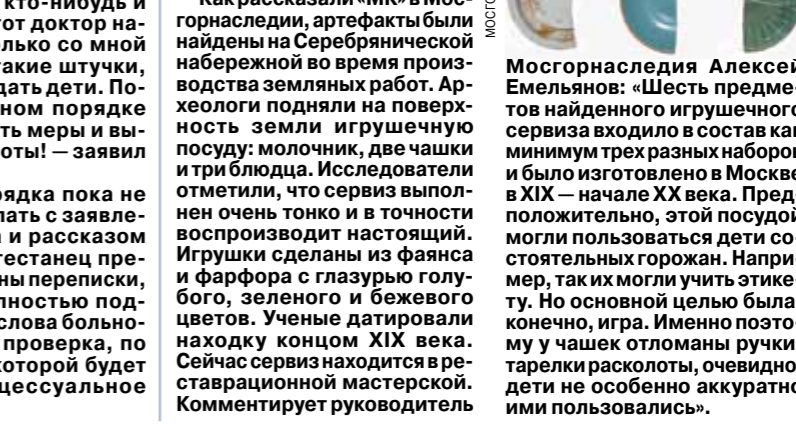 кто-нибудь и
тот доктор на-
олько со мной
такие штучки,
дать дети. По-
ном порядке
ть меры и вы-
оты! — заявил
рядка пока не
лать с заявле-
и рассказом
тестанец пре-
ны переписки,
лностью под-
слова больно-
проверка, по
которой будет
цессуальное
Как рассказали «МК» в Мос-
горнаследии, артефакты были
найдены на Серебрянической
набережной во время произ-
водства земляных работ. Ар-
хеологи подняли на поверх-
ность земли игрушечную
посуду: молочник, две чашки
и три блюдца. Исследователи
отметили, что сервиз выпол-
нен очень тонко и в точности
воспроизводит настоящий.
Игрушки сделаны из фаянса
и фарфора с глазурью голу-
бого, зеленого и бежевого
цветов. Ученые датировали
находку концом XIX века.
Сейчас сервиз находится в ре-
ставрационной мастерской.
Комментирует руководитель
МОСГО
Мосгорнаследия Алексей
Емельянов: «Шесть предме-
тов найденного игрушечного
сервиза входило в состав как
минимум трех разных наборов
и было изготовлено в Москве
в XIX — начале XX века. Пред-
положительно, этой посудой
могли пользоваться дети со-
стоятельных горожан. Напри-
мер, так их могли учить этике-
ту. Но основной целью была,
конечно, игра. Именно поэто-
му у чашек отломаны ручки,
тарелки расколоты, очевидно,
дети не особенно аккуратно
ими пользовались».